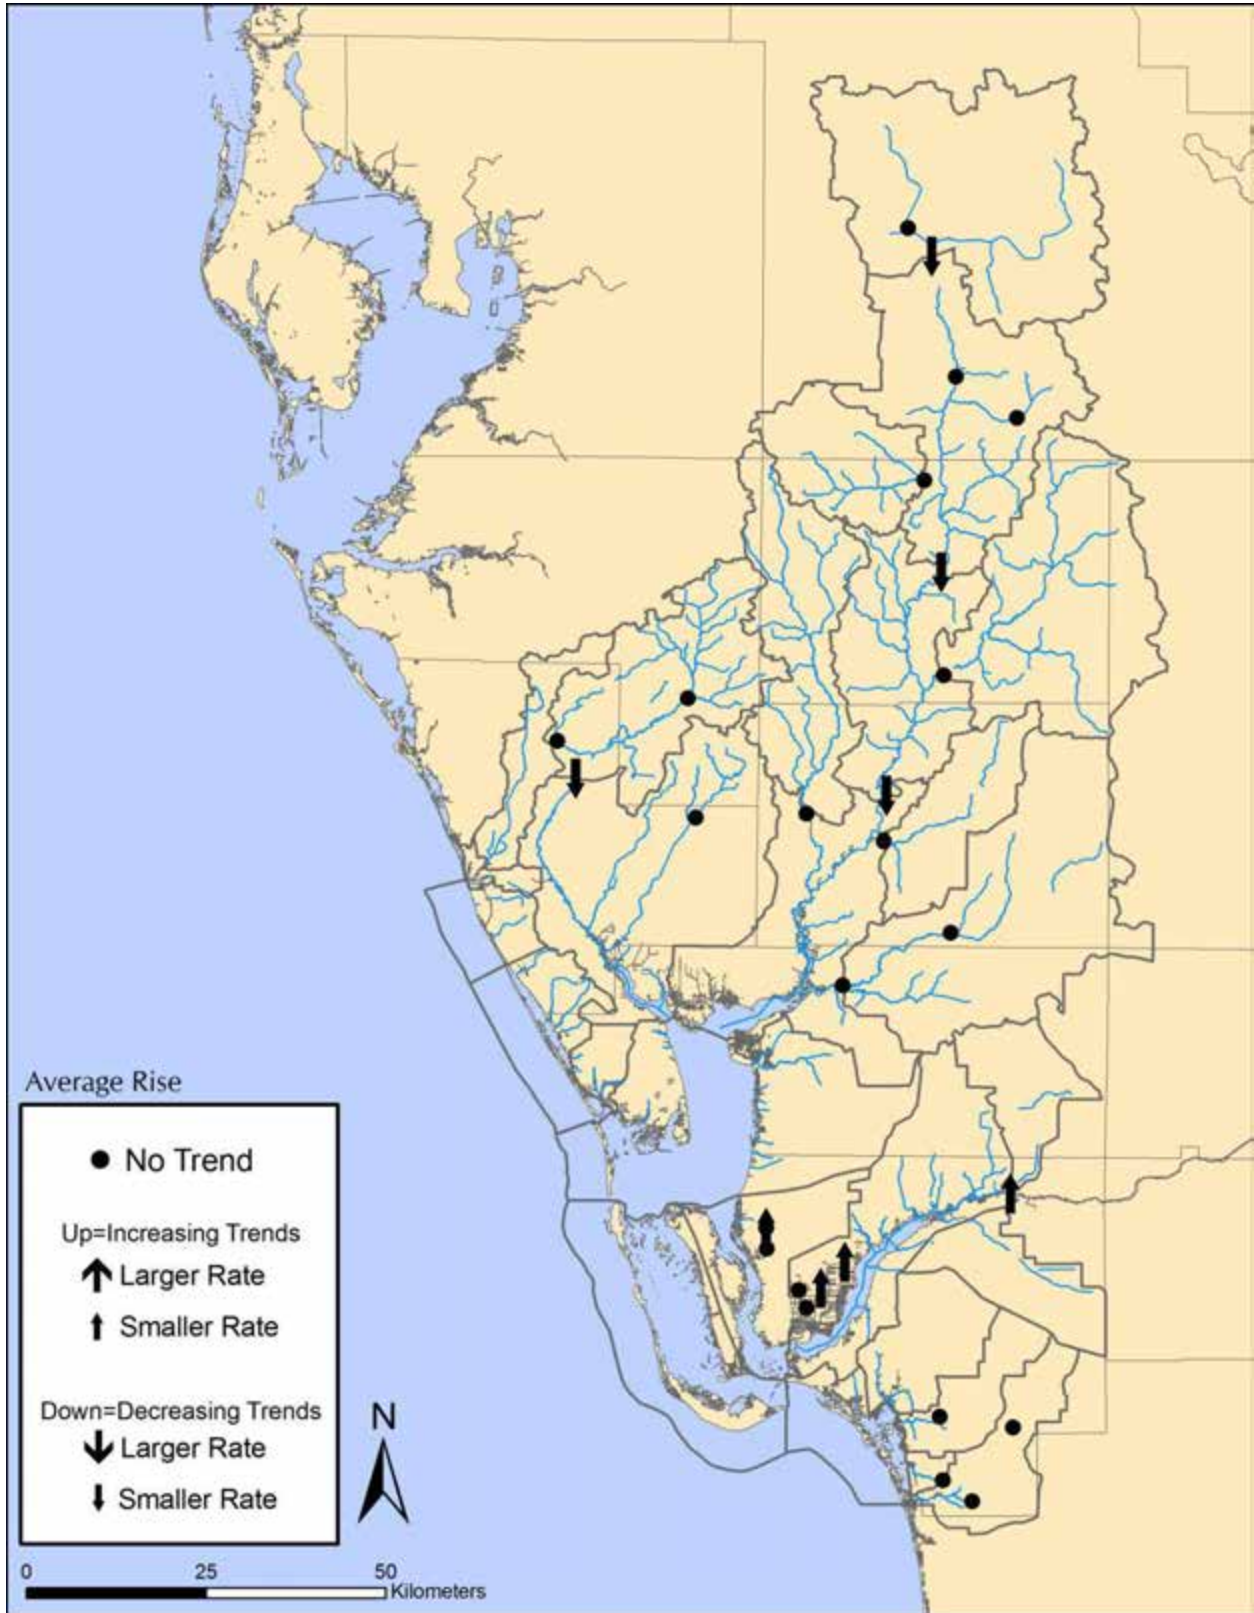 Average Rise
No Trend
Up=Increasing Trends
Larger Rate
Smaller Rate
Down=Decreasing Trends
Larger Rate
Smaller Rate
N
0 25 50
Kilometers